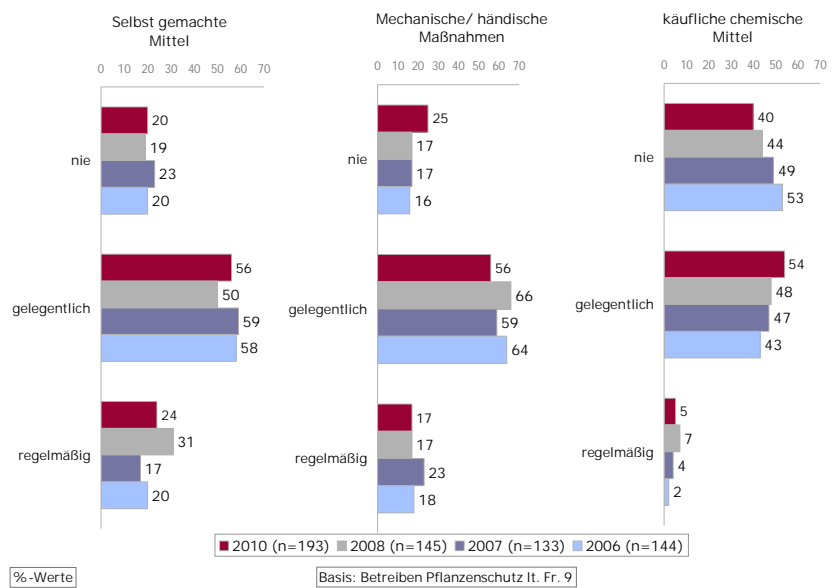 Selbst gemachte
Mittel
0 10 20 30 40 50 60 70
nie
20
19
23
20
gelegentlich
56
50
59
58
regelmäßig
24
31
17
20
Mechanische/ händische
Maßnahmen
0 10 20 30 40 50 60 70
nie
25
17
17
16
gelegentlich
56
66
59
64
regelmäßig
17
17
23
18
käufliche chemische
Mittel
0 10 20 30 40 50 60 70
nie
40
44
49
53
gelegentlich
54
48
47
43
regelmäßig
5
7
4
2
2010 (n=193) 2008 (n=145) 2007 (n=133) 2006 (n=144)
%-Werte
Basis: Betreiben Pflanzenschutz lt. Fr. 9